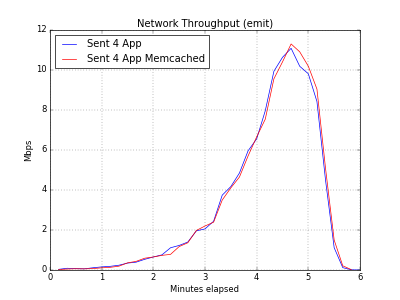 Network Throughput (emit)
Sent 4 App
Sent 4 App Memcached
Mbps
12
10
8
6
4
2
0
0 1 2 3 4 5 6
Minutes elapsed